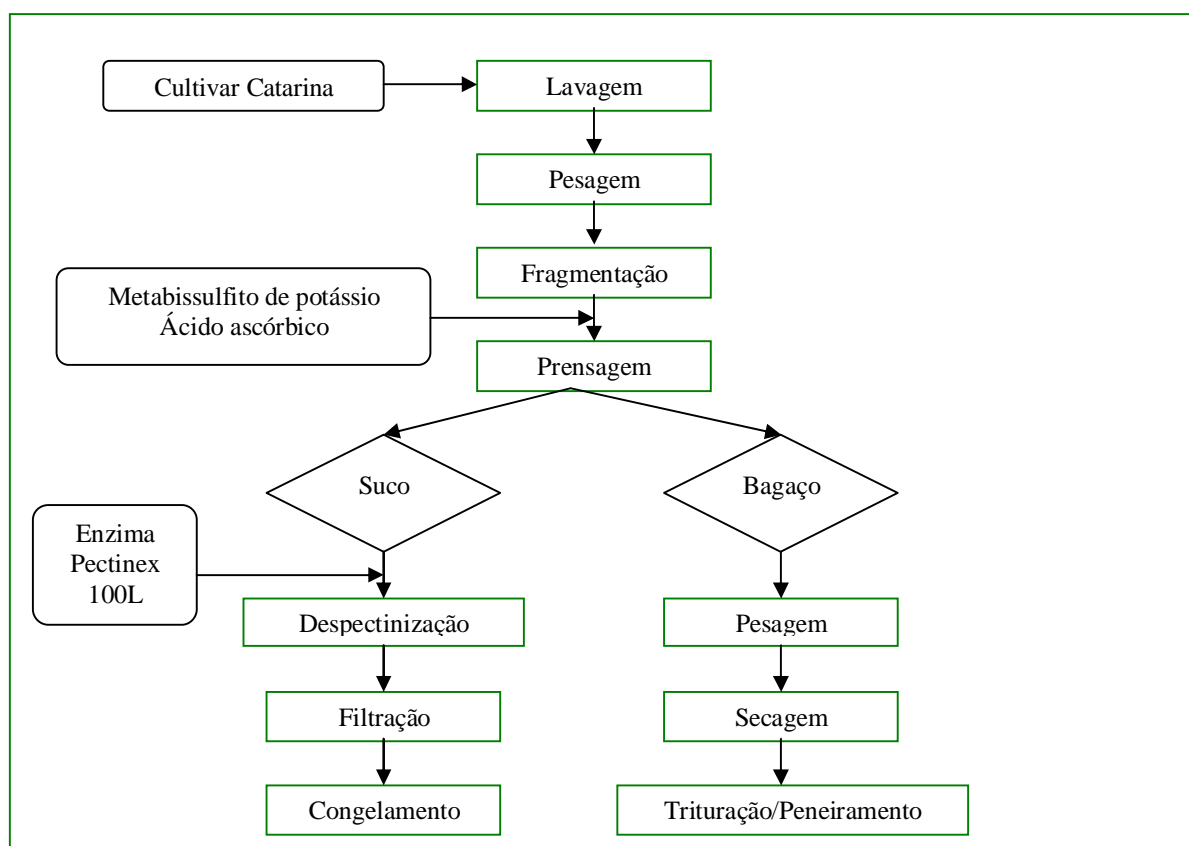 Cultivar Catarina
Lavagem
Pesagem
Fragmentação
Metabissulfito de potássio
Ácido ascórbico
Prensagem
Suco
Bagaço
Enzima
Pectinex
100L
Despectinização
Pesagem
Filtração
Secagem
Congelamento
Trituração/Peneiramento